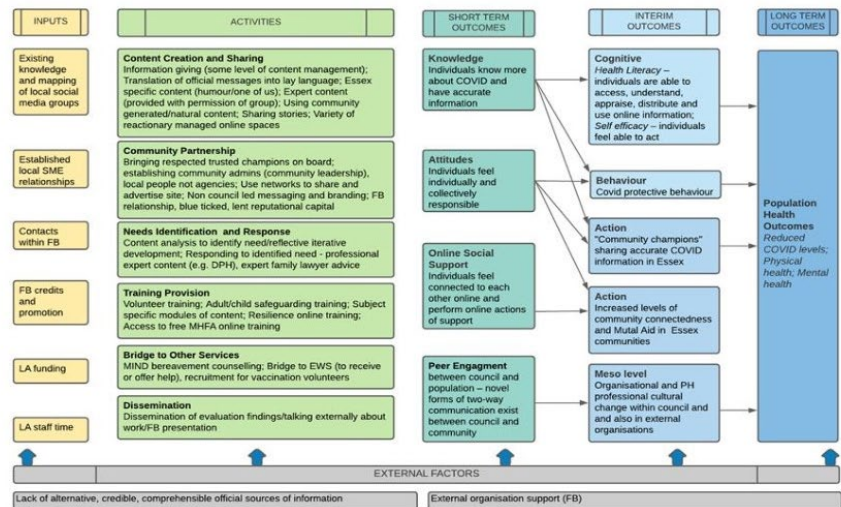 INPUTS
ACTIVITIES
SHORT TERM
OUTCOMES
INTERIM
OUTCOMES
LONG TERM
OUTCOMES
Existing
knowledge
and mapping
of local social
media groups
Established
local SME
relationships
Contacts
within FB
FB credits
and
promotion
LA funding
LA staff time
Content Creation and Sharing
Information giving (some level of content management);
Translation of official messages into lay language; Essex
specific content (humour/one of us); Expert content
(provided with permission of group); Using community
generated/natural content; Sharing stories; Variety of
reactionary managed online spaces
Community Partnership
Bringing respected trusted champions on board;
establishing community admins (community leadership),
local people not agencies; Use networks to share and
advertise site; Non council led messaging and branding; FB
relationship, blue ticked, lent reputational capital
Needs Identification and Response
Content analysis to identify need/reflective iterative
development; Responding to identified need - professional
expert content (e.g. DPH), expert family lawyer advice
Training Provision
Volunteer training; Adult/child safeguarding training; Subject
specific modules of content; Resilience online training;
Access to free MHFA online training
Bridge to Other Services
MIND bereavement counselling; Bridge to EWS (to receive
or offer help), recruitment for vaccination volunteers
Dissemination
Dissemination of evaluation findings/talking externally about
work/FB presentation
Knowledge
Individuals know more
about COVID and
have accurate
information
Attitudes
Individuals feel
individually and
collectively
responsible
Online Social
Support
Individuals feel
connected to each
other online and
perform online actions
of support
Peer Engagment
between council and
population – novel
forms of two-way
communication exist
between council and
community
Cognitive
Health Literacy –
individuals are able to
access, understand,
appraise, distribute and
use online information;
Self efficacy – individuals
feel able to act
Behaviour
Covid protective behaviour
Action
"Community champions"
sharing accurate COVID
information in Essex
Action
Increased levels of
community connectedness
and Mutal Aid in Essex
communities
Meso level
Organisational and PH
professional cultural
change within council and
and also in external
organisations
Population
Health
Outcomes
Reduced
COVID levels;
Physical
health; Mental
health
EXTERNAL FACTORS
Lack of alternative, credible, comprehensible official sources of information
External organisation support (FB)